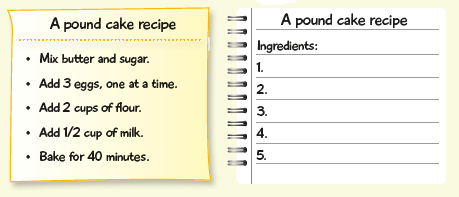 A pound cake recipe
• Mix butter and sugar.
• Add 3 eggs, one at a time.
• Add 2 cups of flour.
• Add 1/2 cup of milk.
• Bake for 40 minutes.
A pound cake recipe
Ingredients:
1.
2.
3.
4.
5.